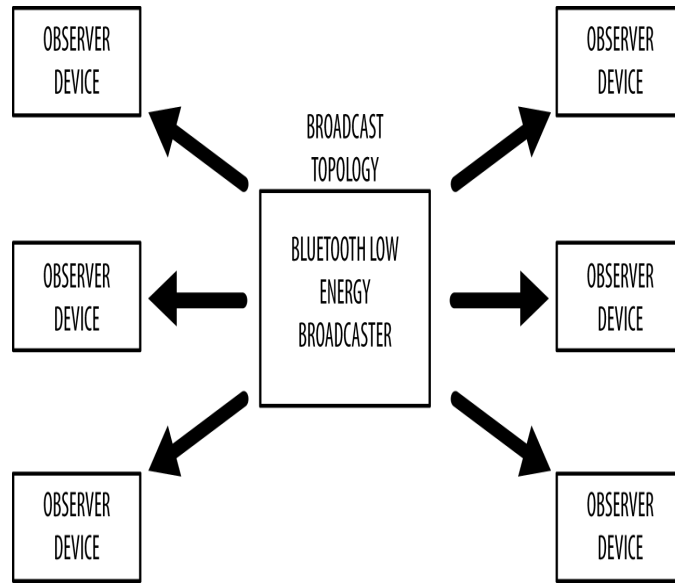 OBSERVER
DEVICE
OBSERVER
DEVICE
BROADCAST
TOPOLOGY
BLUETOOTH LOW
ENERGY
BROADCASTER
OBSERVER
DEVICE
OBSERVER
DEVICE
OBSERVER
DEVICE
OBSERVER
DEVICE